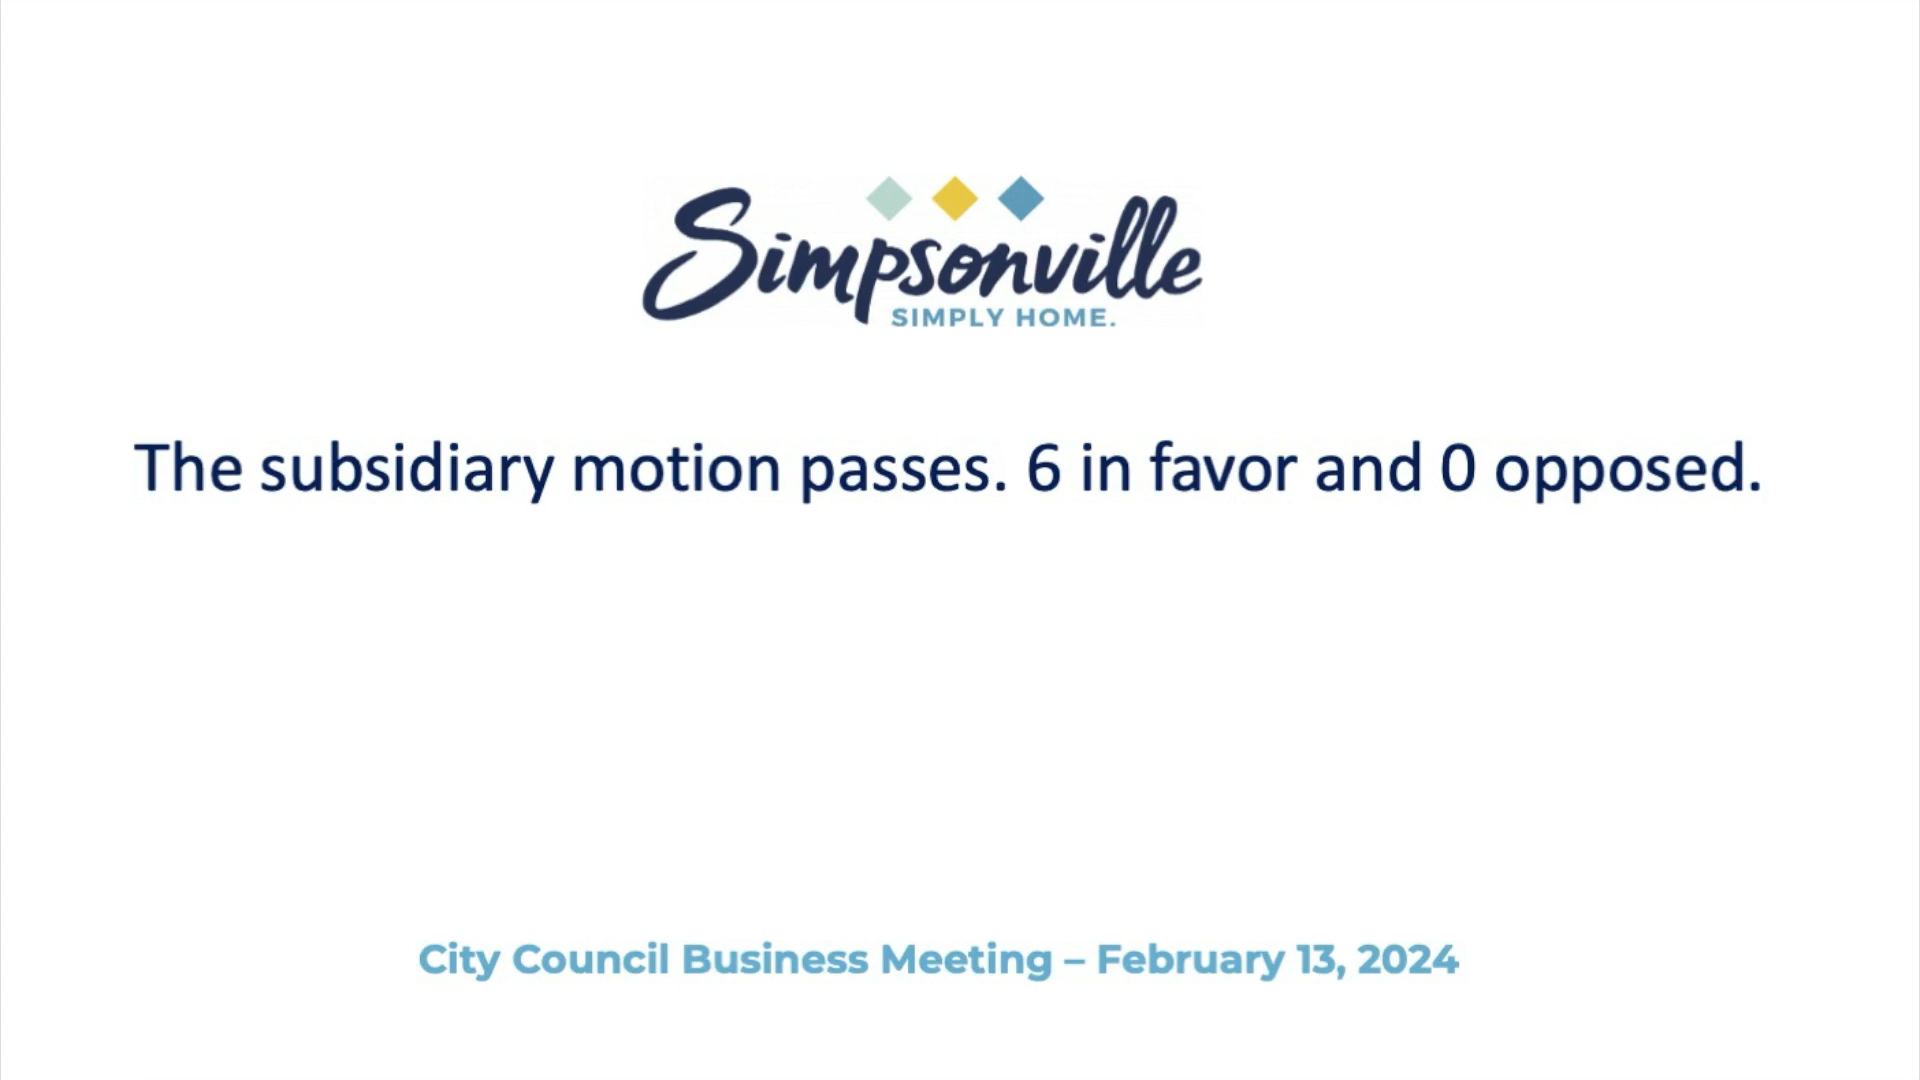 Simpsonville
SIMPLY HOME.
The subsidiary motion passes. 6 in favor and 0 opposed.
City Council Business Meeting – February 13, 2024